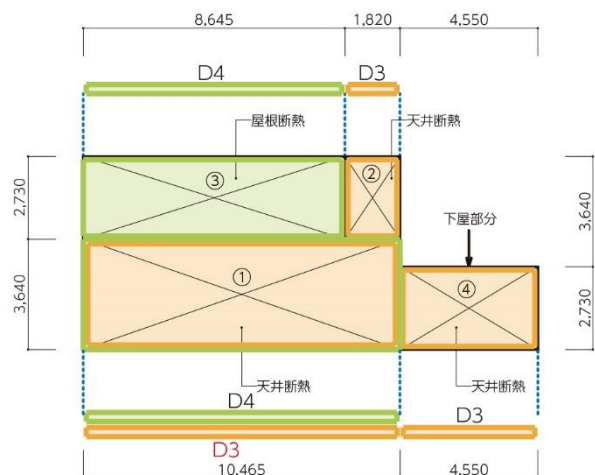 8,645 1,820 4,550
D4 D3
屋根断熱 天井断熱
③ ②
2,730 3,640
下屋部分
① ④
3,640 2,730
天井断熱 天井断熱
D4
D3 D3
10,465 4,550